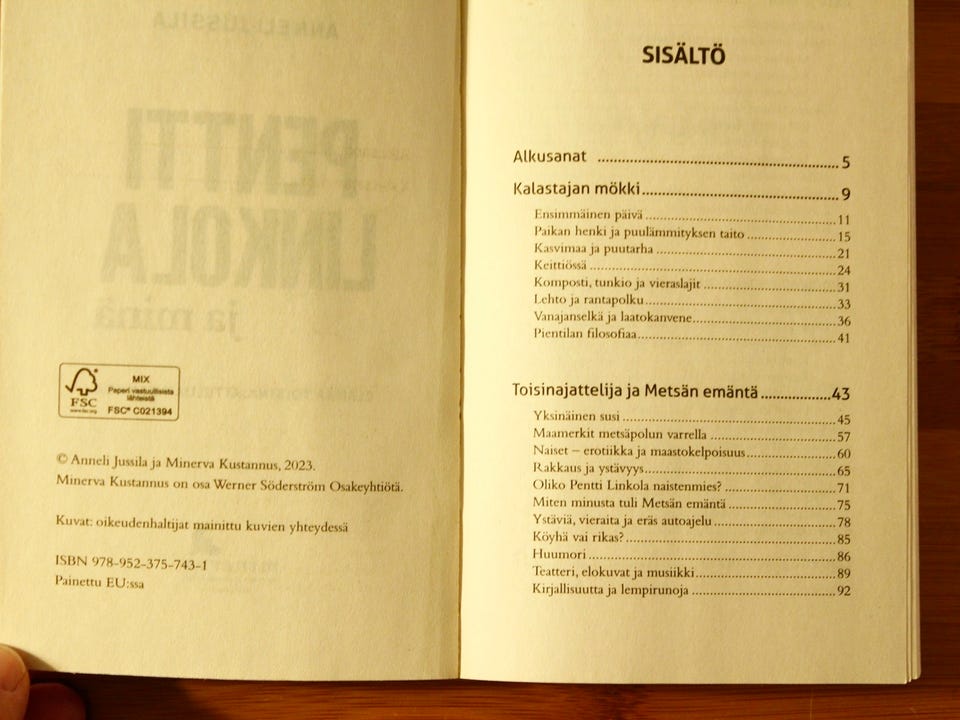 FSC
www.fsc.org
MIX
Paperi vastuullisista
lähteistä
FSC® C021394
© Anneli Jussila ja Minerva Kustannus, 2023.
Minerva Kustannus on osa Werner Söderström Osakeyhtiötä.
Kuvat: oikeudenhaltijat mainittu kuvien yhteydessä
ISBN 978-952-375-743-1
Painettu EU:ssa
SISÄLTÖ
Alkusanat ........ 5
Kalastajan mökki ........ 9
Ensimmäinen päivä ........ 11
Paikan henki ja puulämmityksen taito ........ 15
Kasvimaa ja puutarha ........ 21
Keittiössä ........ 24
Komposti, tunkio ja vieraslajit ........ 31
Lehto ja rantapolku ........ 33
Vanajanselkä ja laatokanvene ........ 36
Pientilan filosofiaa ........ 41
Toisinajattelija ja Metsän emäntä ........ 43
Yksinäinen susi ........ 45
Maamerkit metsäpolun varrella ........ 57
Naiset – erotiikka ja maastokelpoisuus ........ 60
Rakkaus ja ystävyys ........ 65
Oliko Pentti Linkola naistenmies? ........ 71
Miten minusta tuli Metsän emäntä ........ 75
Ystäviä, vieraita ja eräs autoajelu ........ 78
Köyhä vai rikas? ........ 85
Huumori ........ 86
Teatteri, elokuvat ja musiikki ........ 89
Kirjallisuutta ja lempirunoja ........ 92